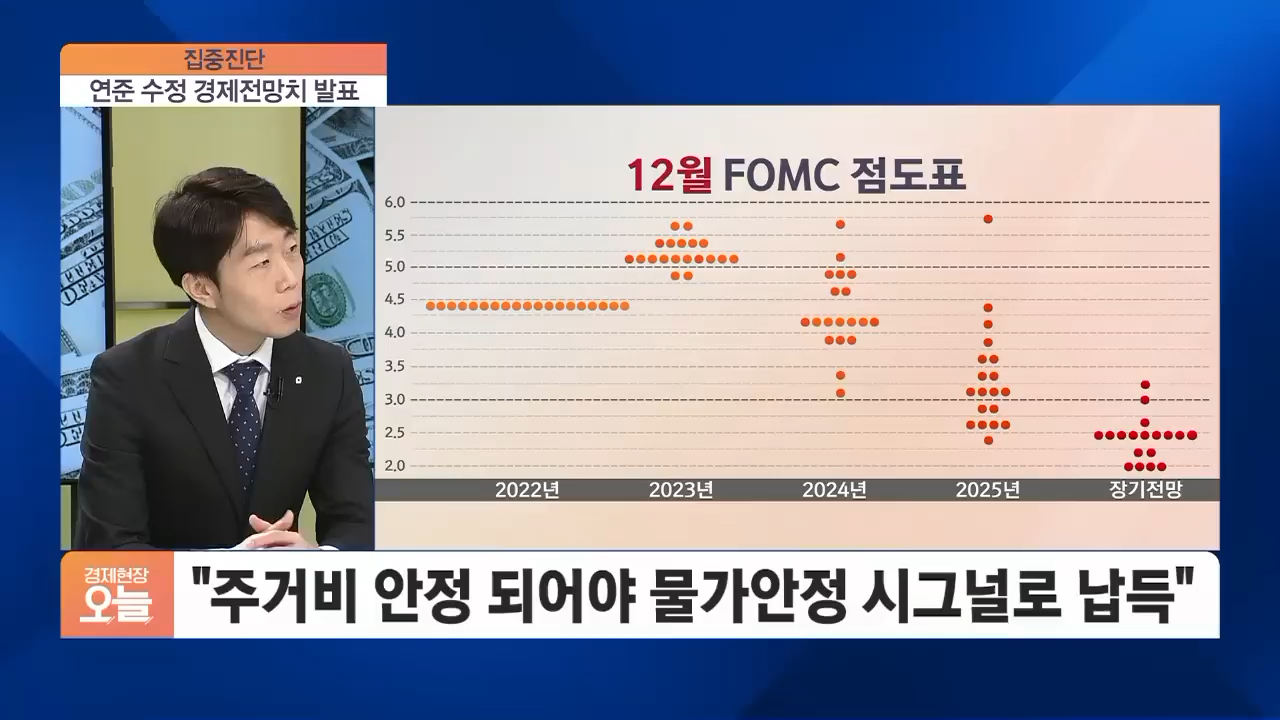 집중진단
연준 수정 경제전망치 발표
12월 FOMC 점도표
6.0
5.5
5.0
4.5
4.0
3.5
3.0
2.5
2.0
2022년 2023년 2024년 2025년 장기전망
경제현장
오늘
"주거비 안정 되어야 물가안정 시그널로 납득"